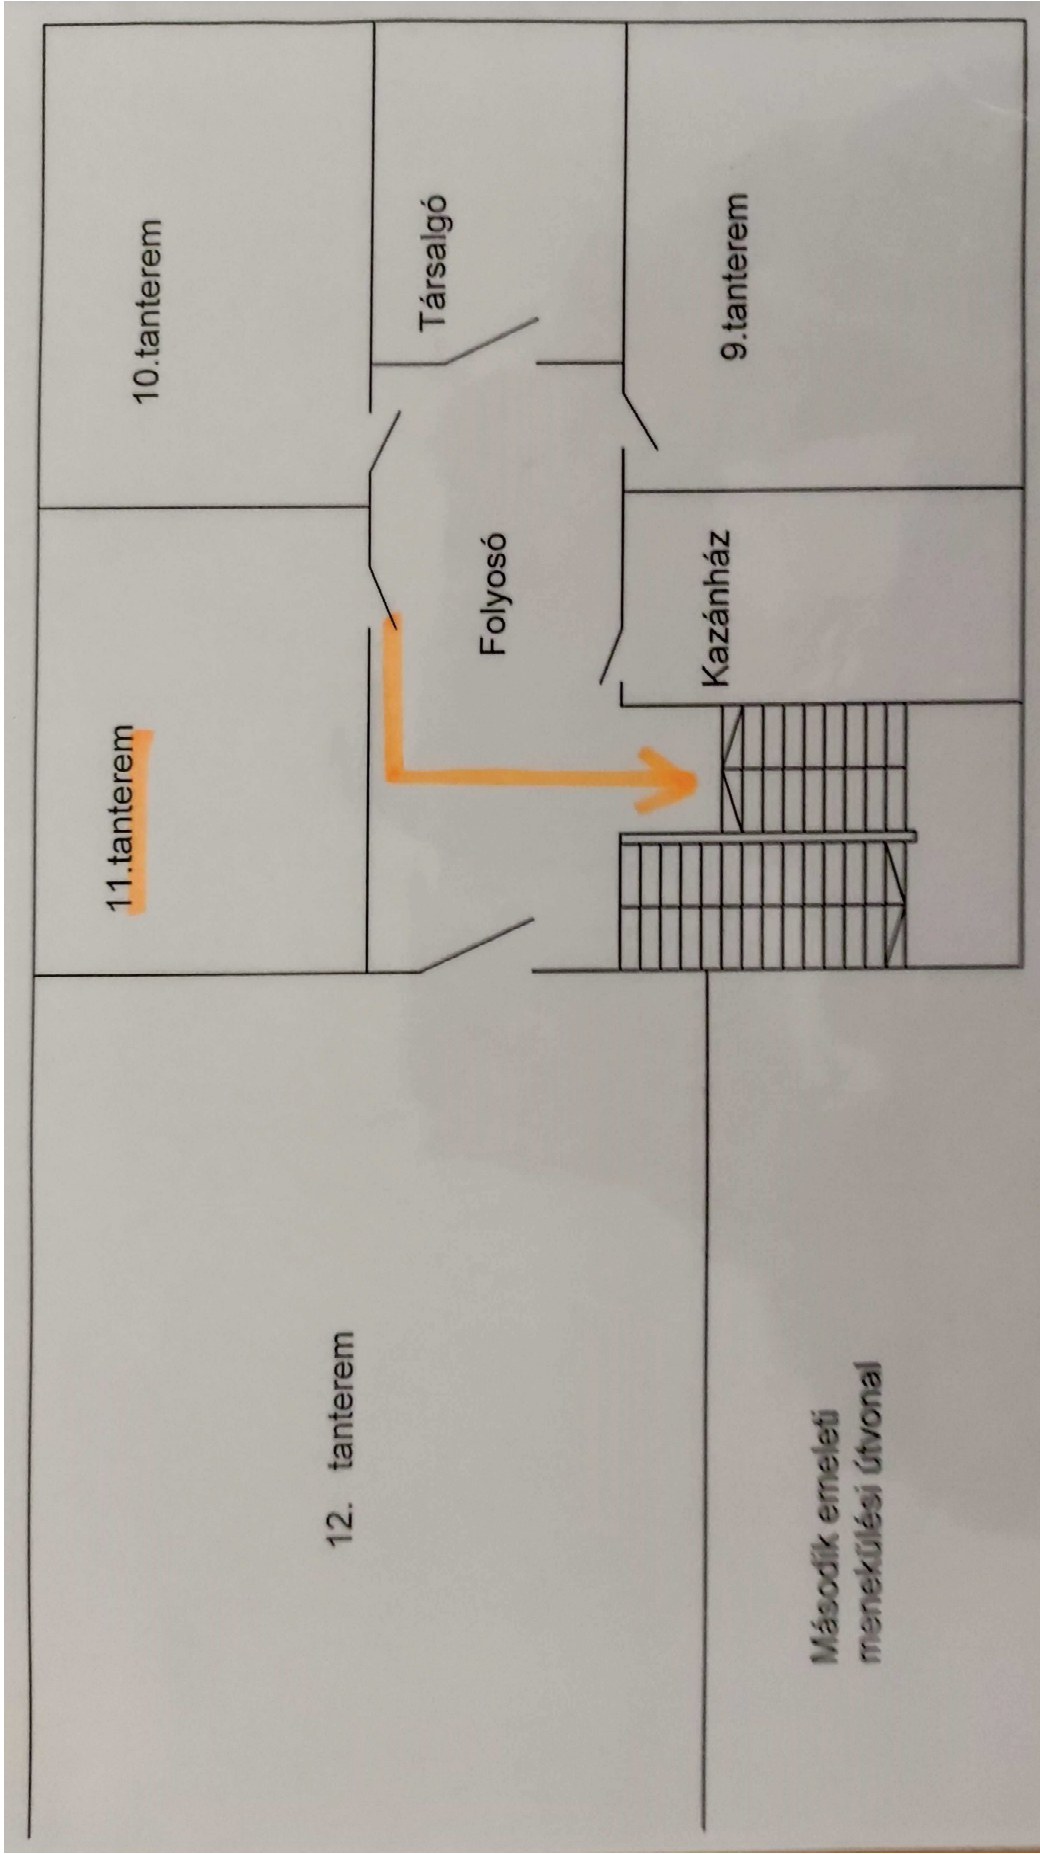 10.tanterem
Társalgó
9.tanterem
11.tanterem
Folyosó
Kazánház
12. tanterem
Második emeleti
menekülési útvonal